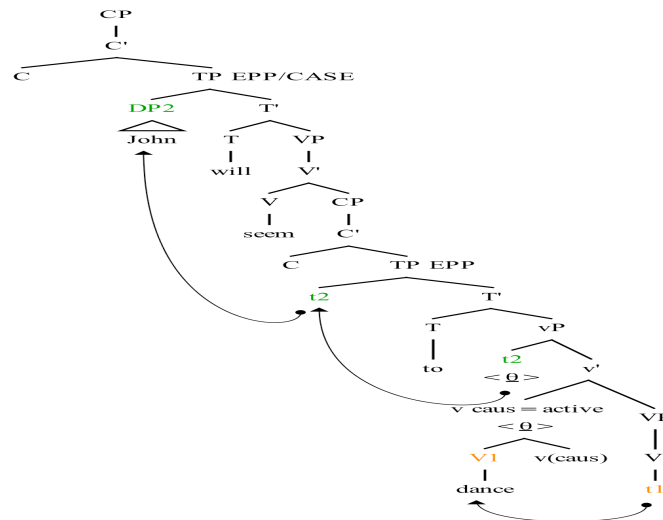 CP
C'
C TP EPP/CASE
DP2 T'
John T VP
will V'
V CP
seem C'
C TP EPP
t2 T'
T vP
to t2 v'
<θ>
v caus = active VP
<θ>
V1 v(caus) V
dance t1